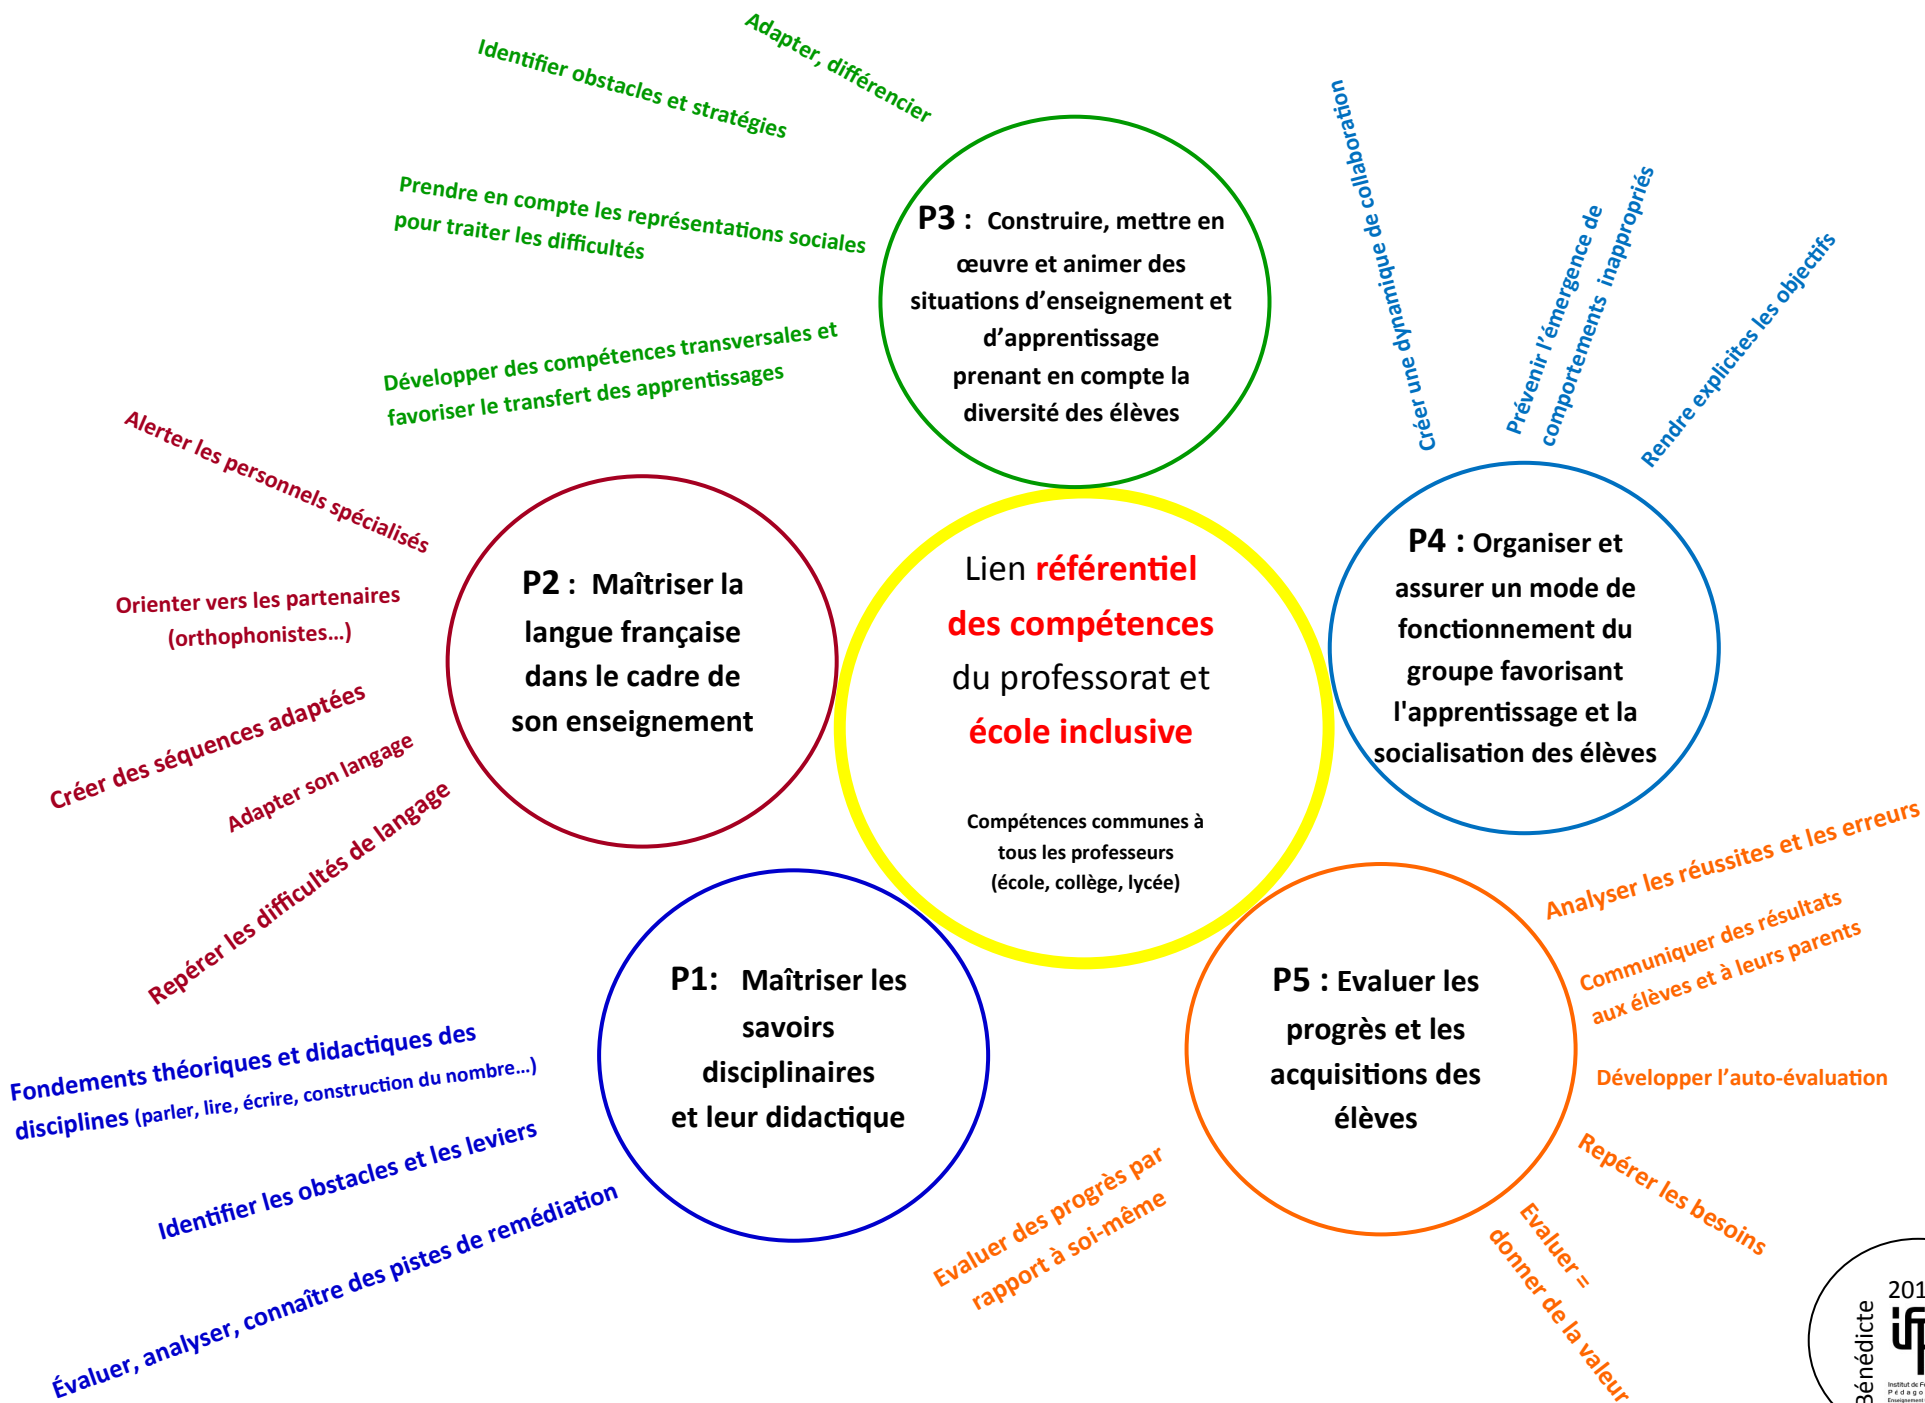 Adapter, différencier
Identifier obstacles et stratégies
Prendre en compte les représentations sociales
pour traiter les difficultés
Développer des compétences transversales et
favoriser le transfert des apprentissages
P3 : Construire, mettre en
œuvre et animer des
situations d’enseignement et
d’apprentissage
prenant en compte la
diversité des élèves
Créer une dynamique de collaboration
Prévenir l’émergence de
comportements inappropriés
Rendre explicites les objectifs
P4 : Organiser et
assurer un mode de
fonctionnement du
groupe favorisant
l'apprentissage et la
socialisation des élèves
Alerter les personnels spécialisés
Orienter vers les partenaires
(orthophonistes…)
Créer des séquences adaptées
Adapter son langage
Repérer les difficultés de langage
P2 : Maîtriser la
langue française
dans le cadre de
son enseignement
Lien référentiel
des compétences
du professorat et
école inclusive
Compétences communes à
tous les professeurs
(école, collège, lycée)
Fondements théoriques et didactiques des
disciplines (parler, lire, écrire, construction du nombre…)
Identifier les obstacles et les leviers
Évaluer, analyser, connaître des pistes de remédiation
P1: Maîtriser les
savoirs
disciplinaires
et leur didactique
P5 : Evaluer les
progrès et les
acquisitions des
élèves
Analyser les réussites et les erreurs
Communiquer des résultats
aux élèves et à leurs parents
Développer l’auto-évaluation
Repérer les besoins
Evaluer =
donner de la valeur
Evaluer des progrès par
rapport à soi-même
Bénédicte
201
ifp
Institut de F
Pédago
Enseignement